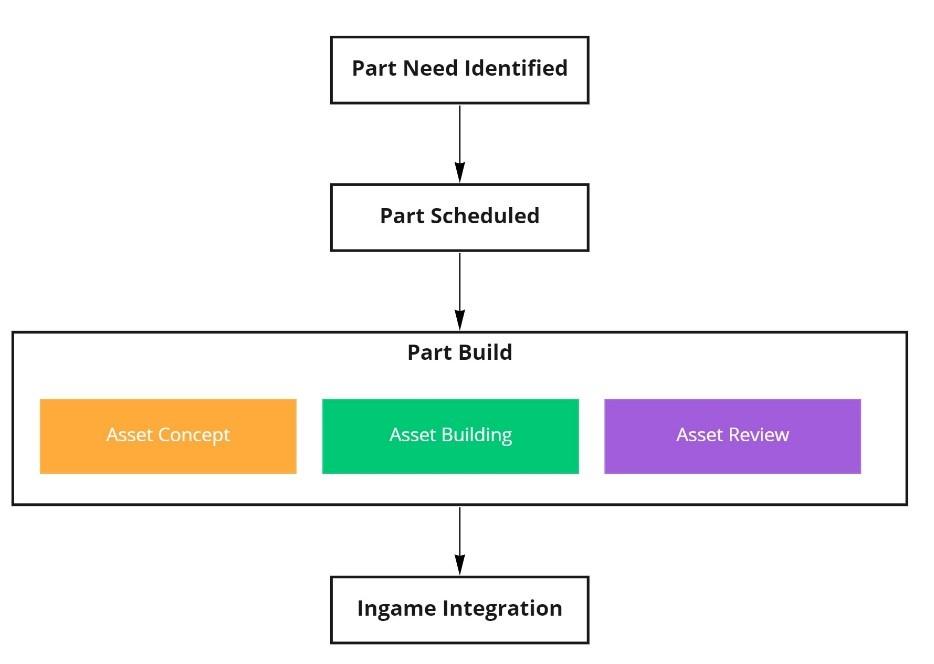 Part Need Identified
Part Scheduled
Part Build
Asset Concept
Asset Building
Asset Review
Ingame Integration